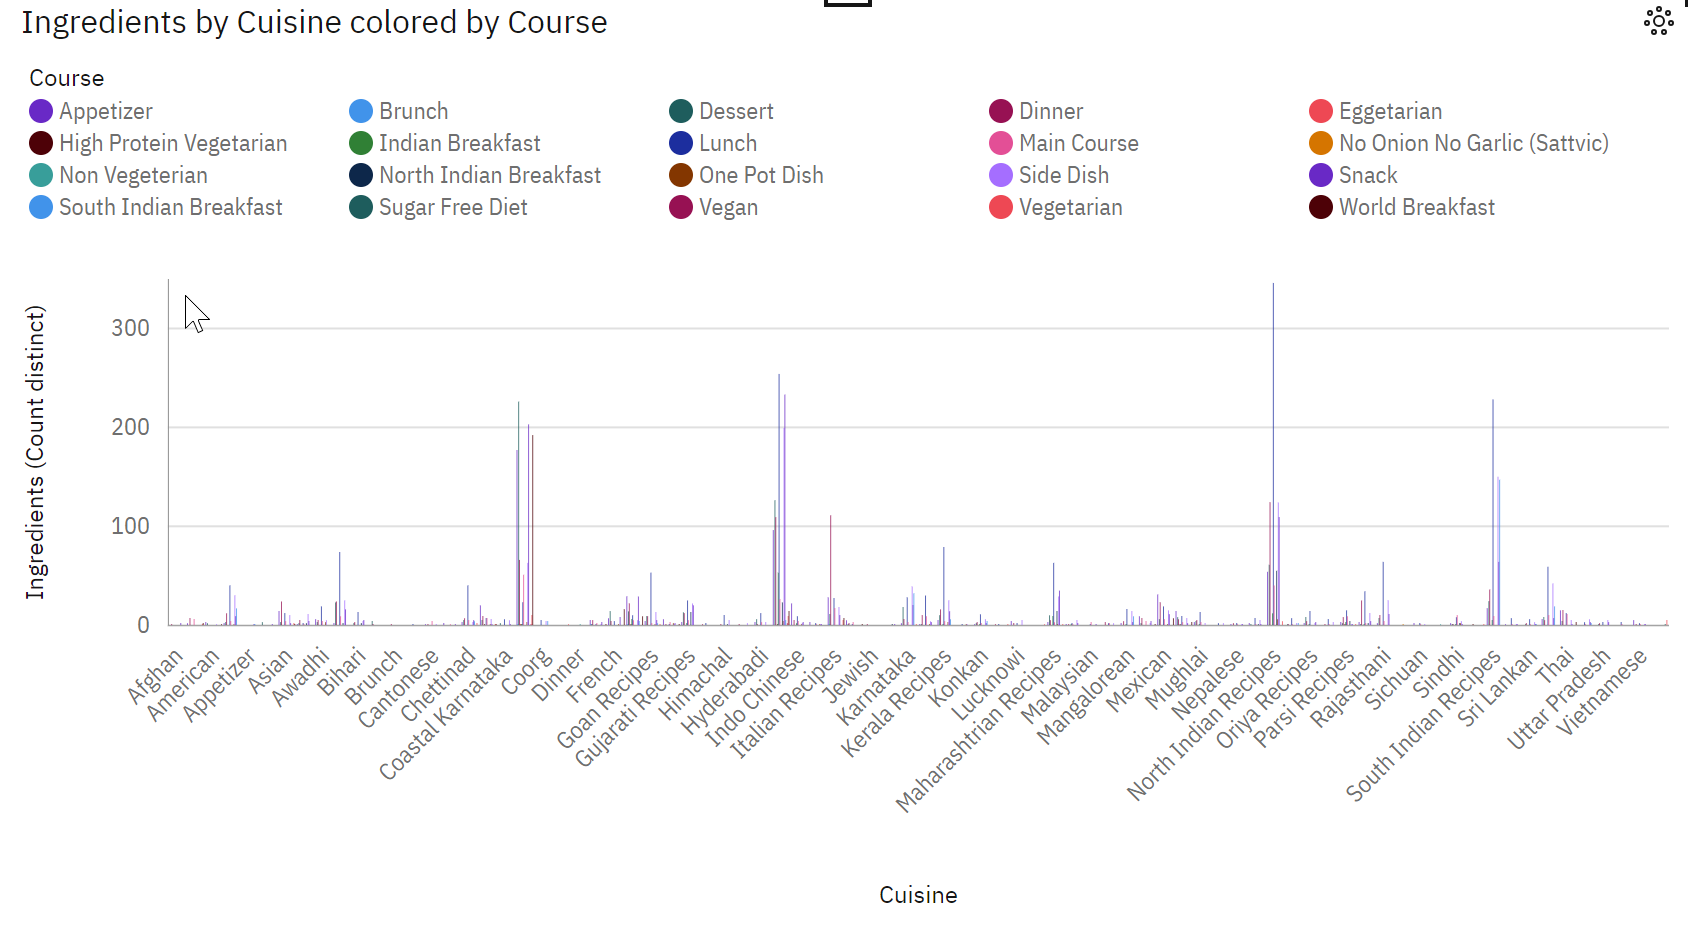 Ingredients by Cuisine colored by Course
Course
Appetizer
Brunch
Dessert
Dinner
Eggetarian
High Protein Vegetarian
Indian Breakfast
Lunch
Main Course
No Onion No Garlic (Sattvic)
Non Vegeterian
North Indian Breakfast
One Pot Dish
Side Dish
Snack
South Indian Breakfast
Sugar Free Diet
Vegan
Vegetarian
World Breakfast
Ingredients (Count distinct)
300
200
100
0
Afghan
American
Appetizer
Asian
Awadhi
Bihari
Brunch
Cantonese
Chettinad
Coastal Karnataka
Coorg
Dinner
French
Goan Recipes
Gujarati Recipes
Himachal
Hyderabadi
Indo Chinese
Italian Recipes
Jewish
Karnataka
Kerala Recipes
Konkan
Lucknowi
Maharashtrian Recipes
Malaysian
Mangalorean
Mexican
Mughlai
Nepalese
North Indian Recipes
Oriya Recipes
Parsi Recipes
Rajasthani
Sichuan
Sindhi
South Indian Recipes
Sri Lankan
Thai
Uttar Pradesh
Vietnamese
Cuisine